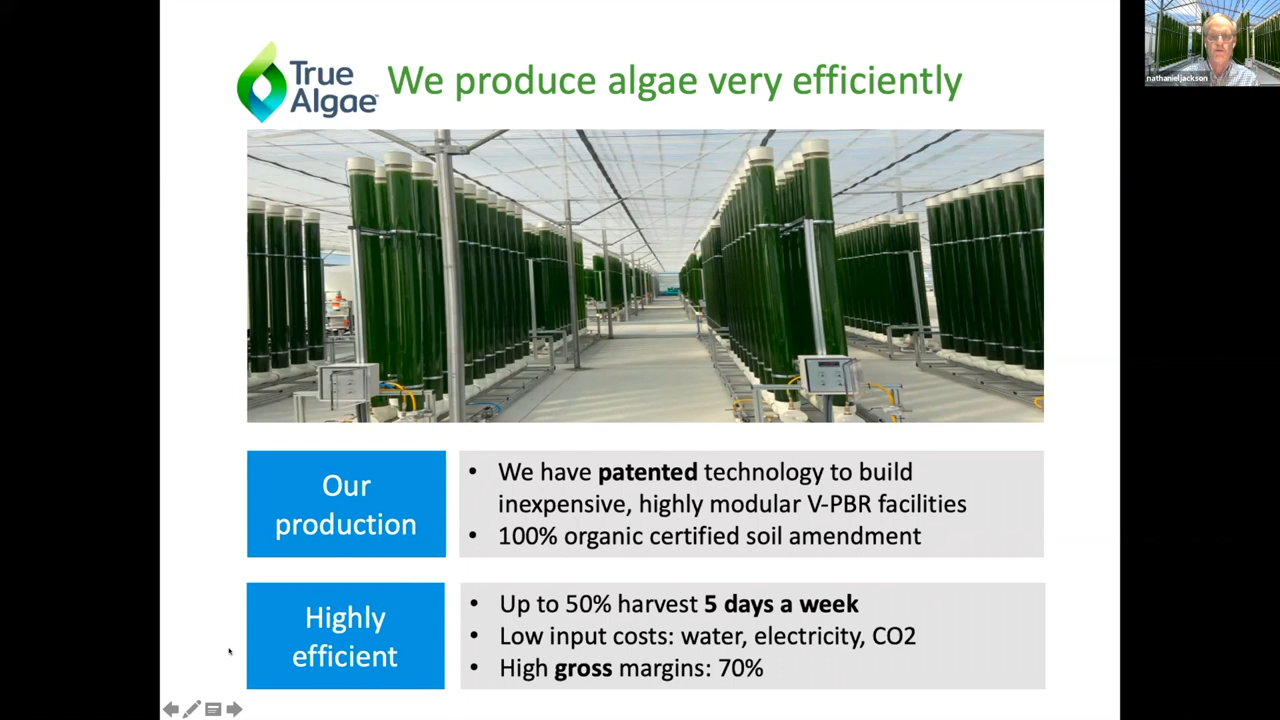 True
Algae™
We produce algae very efficiently
nathanieljackson
Our
production
• We have patented technology to build
inexpensive, highly modular V-PBR facilities
• 100% organic certified soil amendment
Highly
efficient
• Up to 50% harvest 5 days a week
• Low input costs: water, electricity, CO2
• High gross margins: 70%